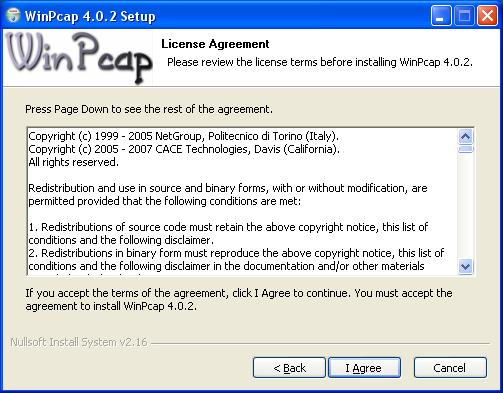 WinPcap 4.0.2 Setup
WinPcap
License Agreement
Please review the license terms before installing WinPcap 4.0.2.
Press Page Down to see the rest of the agreement.
Copyright (c) 1999 - 2005 NetGroup, Politecnico di Torino (Italy).
Copyright (c) 2005 - 2007 CACE Technologies, Davis (California).
All rights reserved.
Redistribution and use in source and binary forms, with or without modification, are
permitted provided that the following conditions are met:
1. Redistributions of source code must retain the above copyright notice, this list of
conditions and the following disclaimer.
2. Redistributions in binary form must reproduce the above copyright notice, this list of
conditions and the following disclaimer in the documentation and/or other materials
If you accept the terms of the agreement, click I Agree to continue. You must accept the
agreement to install WinPcap 4.0.2.
Nullsoft Install System v2.16
< Back
I Agree
Cancel